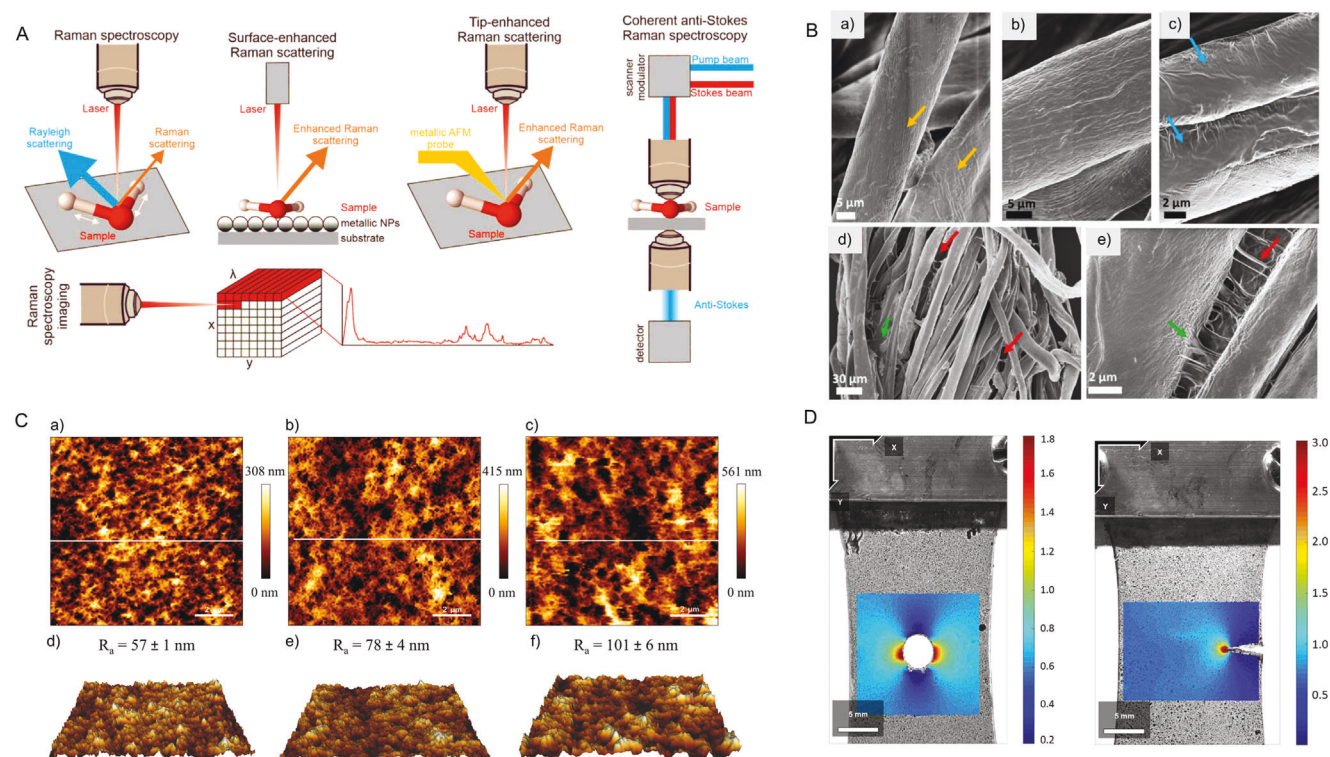 A
Raman spectroscopy
Laser
Rayleigh
scattering
Raman
scattering
Sample
Surface-enhanced
Raman scattering
Laser
Enhanced Raman
scattering
Sample
metallic NPs
substrate
Tip-enhanced
Raman scattering
metallic AFM
probe
Laser
Enhanced Raman
scattering
Sample
Coherent anti-Stokes
Raman spectroscopy
scanner
modulator
Pump beam
Stokes beam
Sample
Anti-Stokes
detector
Raman
spectroscopy
imaging
λ
x
y
B
a)
5 µm
b)
5 µm
c)
2 µm
d)
30 µm
e)
2 µm
C
a)
308 nm
0 nm
2 µm
b)
415 nm
0 nm
2 µm
c)
561 nm
0 nm
2 µm
d)
Ra = 57 ± 1 nm
e)
Ra = 78 ± 4 nm
f)
Ra = 101 ± 6 nm
D
X
Y
5 mm
1.8
1.6
1.4
1.2
1.0
0.8
0.6
0.4
0.2
X
Y
5 mm
3.0
2.5
2.0
1.5
1.0
0.5